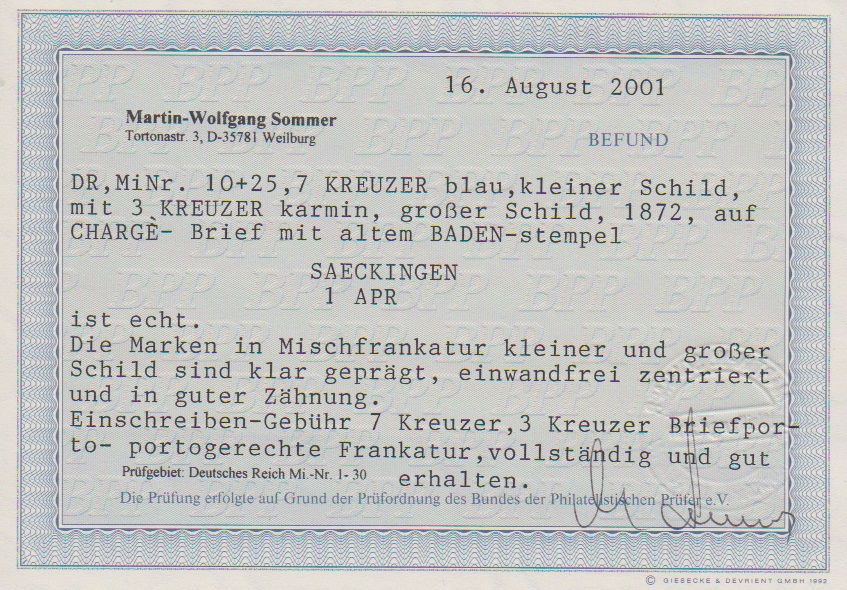 16. August 2001
Martin-Wolfgang Sommer
Tortonastr. 3, D-35781 Weilburg
BEFUND
DR,MiNr. 10+25,7 KREUZER blau,kleiner Schild,
mit 3 KREUZER karmin, großer Schild, 1872, auf
CHARGÈ- Brief mit altem BADEN-stempel
SAECKINGEN
1 APR
ist echt.
Die Marken in Mischfrankatur kleiner und großer
Schild sind klar geprägt, einwandfrei zentriert
und in guter Zähnung.
Einschreiben-Gebühr 7 Kreuzer,3 Kreuzer Briefpor-
to- portogerechte Frankatur,vollständig und gut
erhalten.
Prüfgebiet: Deutsches Reich Mi.-Nr. 1- 30
Die Prüfung erfolgte auf Grund der Prüfordnung des Bundes der Philatelistischen Prüfer e.V.
© GIESECKE & DEVRIENT GMBH 1992